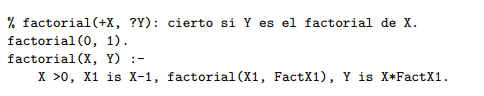 % factorial(+X, ?Y): cierto si Y es el factorial de X.
factorial(0, 1).
factorial(X, Y) :-
    X >0, X1 is X-1, factorial(X1, FactX1), Y is X*FactX1.